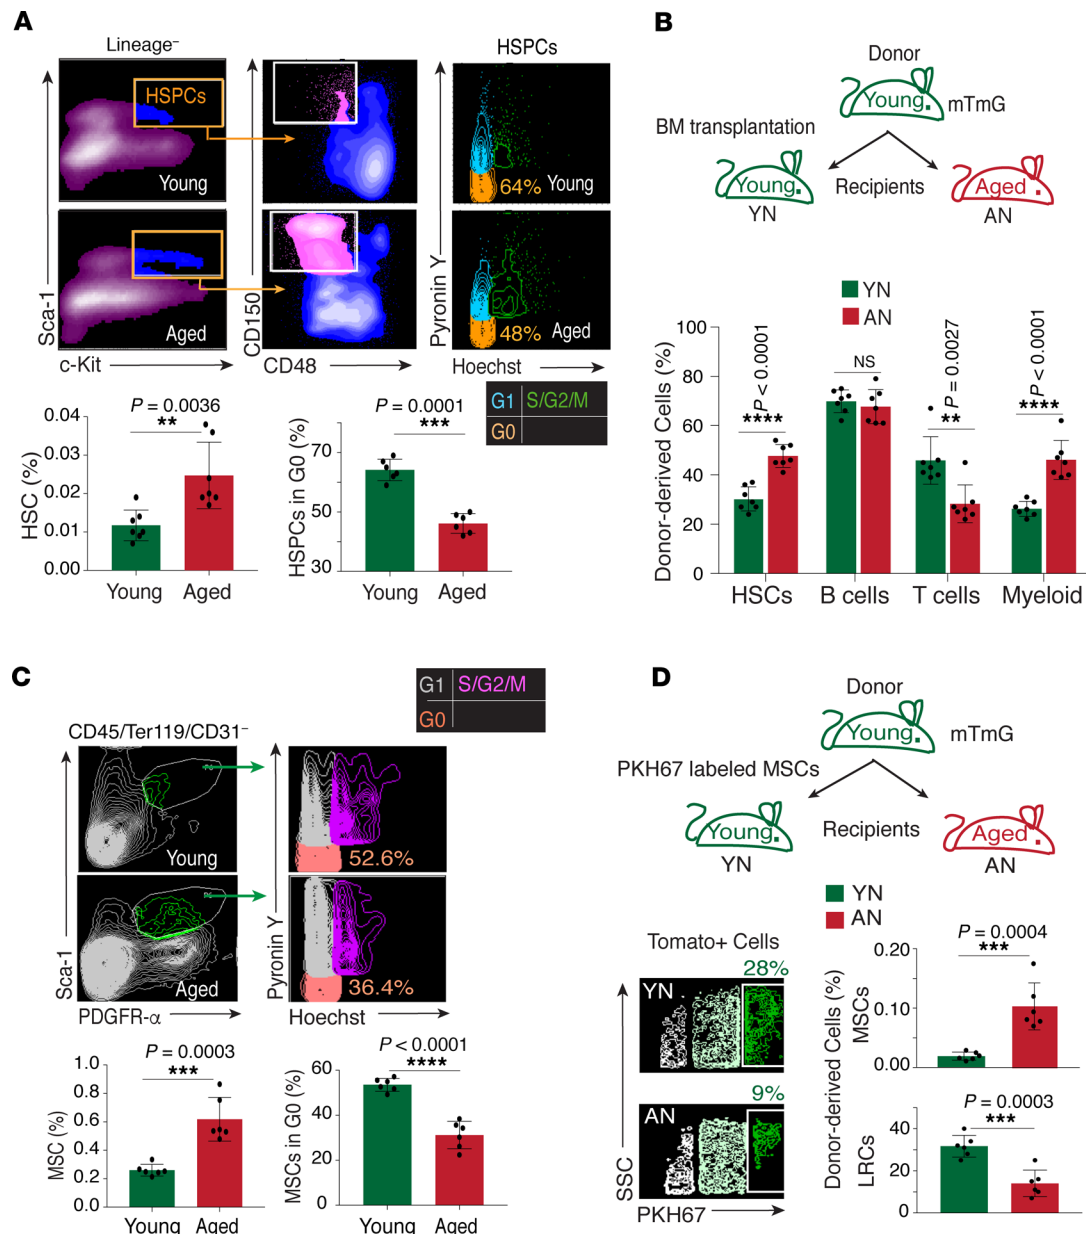 A
Lineage–
HSPCs
HSPCs
Young
Young
64%
Aged
Aged
48%
Sca-1
CD150
Pyronin Y
c-Kit
CD48
Hoechst
G1 S/G2/M
G0
P = 0.0036
**
HSC (%)
0.04
0.03
0.02
0.01
0.00
Young Aged
P = 0.0001
***
HSPCs in G0 (%)
70
50
30
Young Aged
B
Donor
Young
mTmG
BM transplantation
Young
Recipients
Aged
YN
AN
YN
AN
Donor-derived Cells (%)
100
80
60
40
20
0
P < 0.0001
****
NS
P = 0.0027
**
P < 0.0001
****
HSCs B cells T cells Myeloid
C
G1 S/G2/M
G0
CD45/Ter119/CD31–
Young
52.6%
Aged
36.4%
Sca-1
Pyronin Y
PDGFR-α
Hoechst
P = 0.0003
***
MSC (%)
1.0
0.8
0.6
0.4
0.2
0.0
Young Aged
P < 0.0001
****
MSCs in G0 (%)
60
40
20
0
Young Aged
D
Donor
Young
mTmG
PKH67 labeled MSCs
Young
Recipients
Aged
YN
AN
YN
AN
Tomato+ Cells
28%
YN
9%
AN
SSC
PKH67
Donor-derived Cells (%)
MSCs
P = 0.0004
***
0.20
0.10
0.00
LRCs
P = 0.0003
***
40
20
0